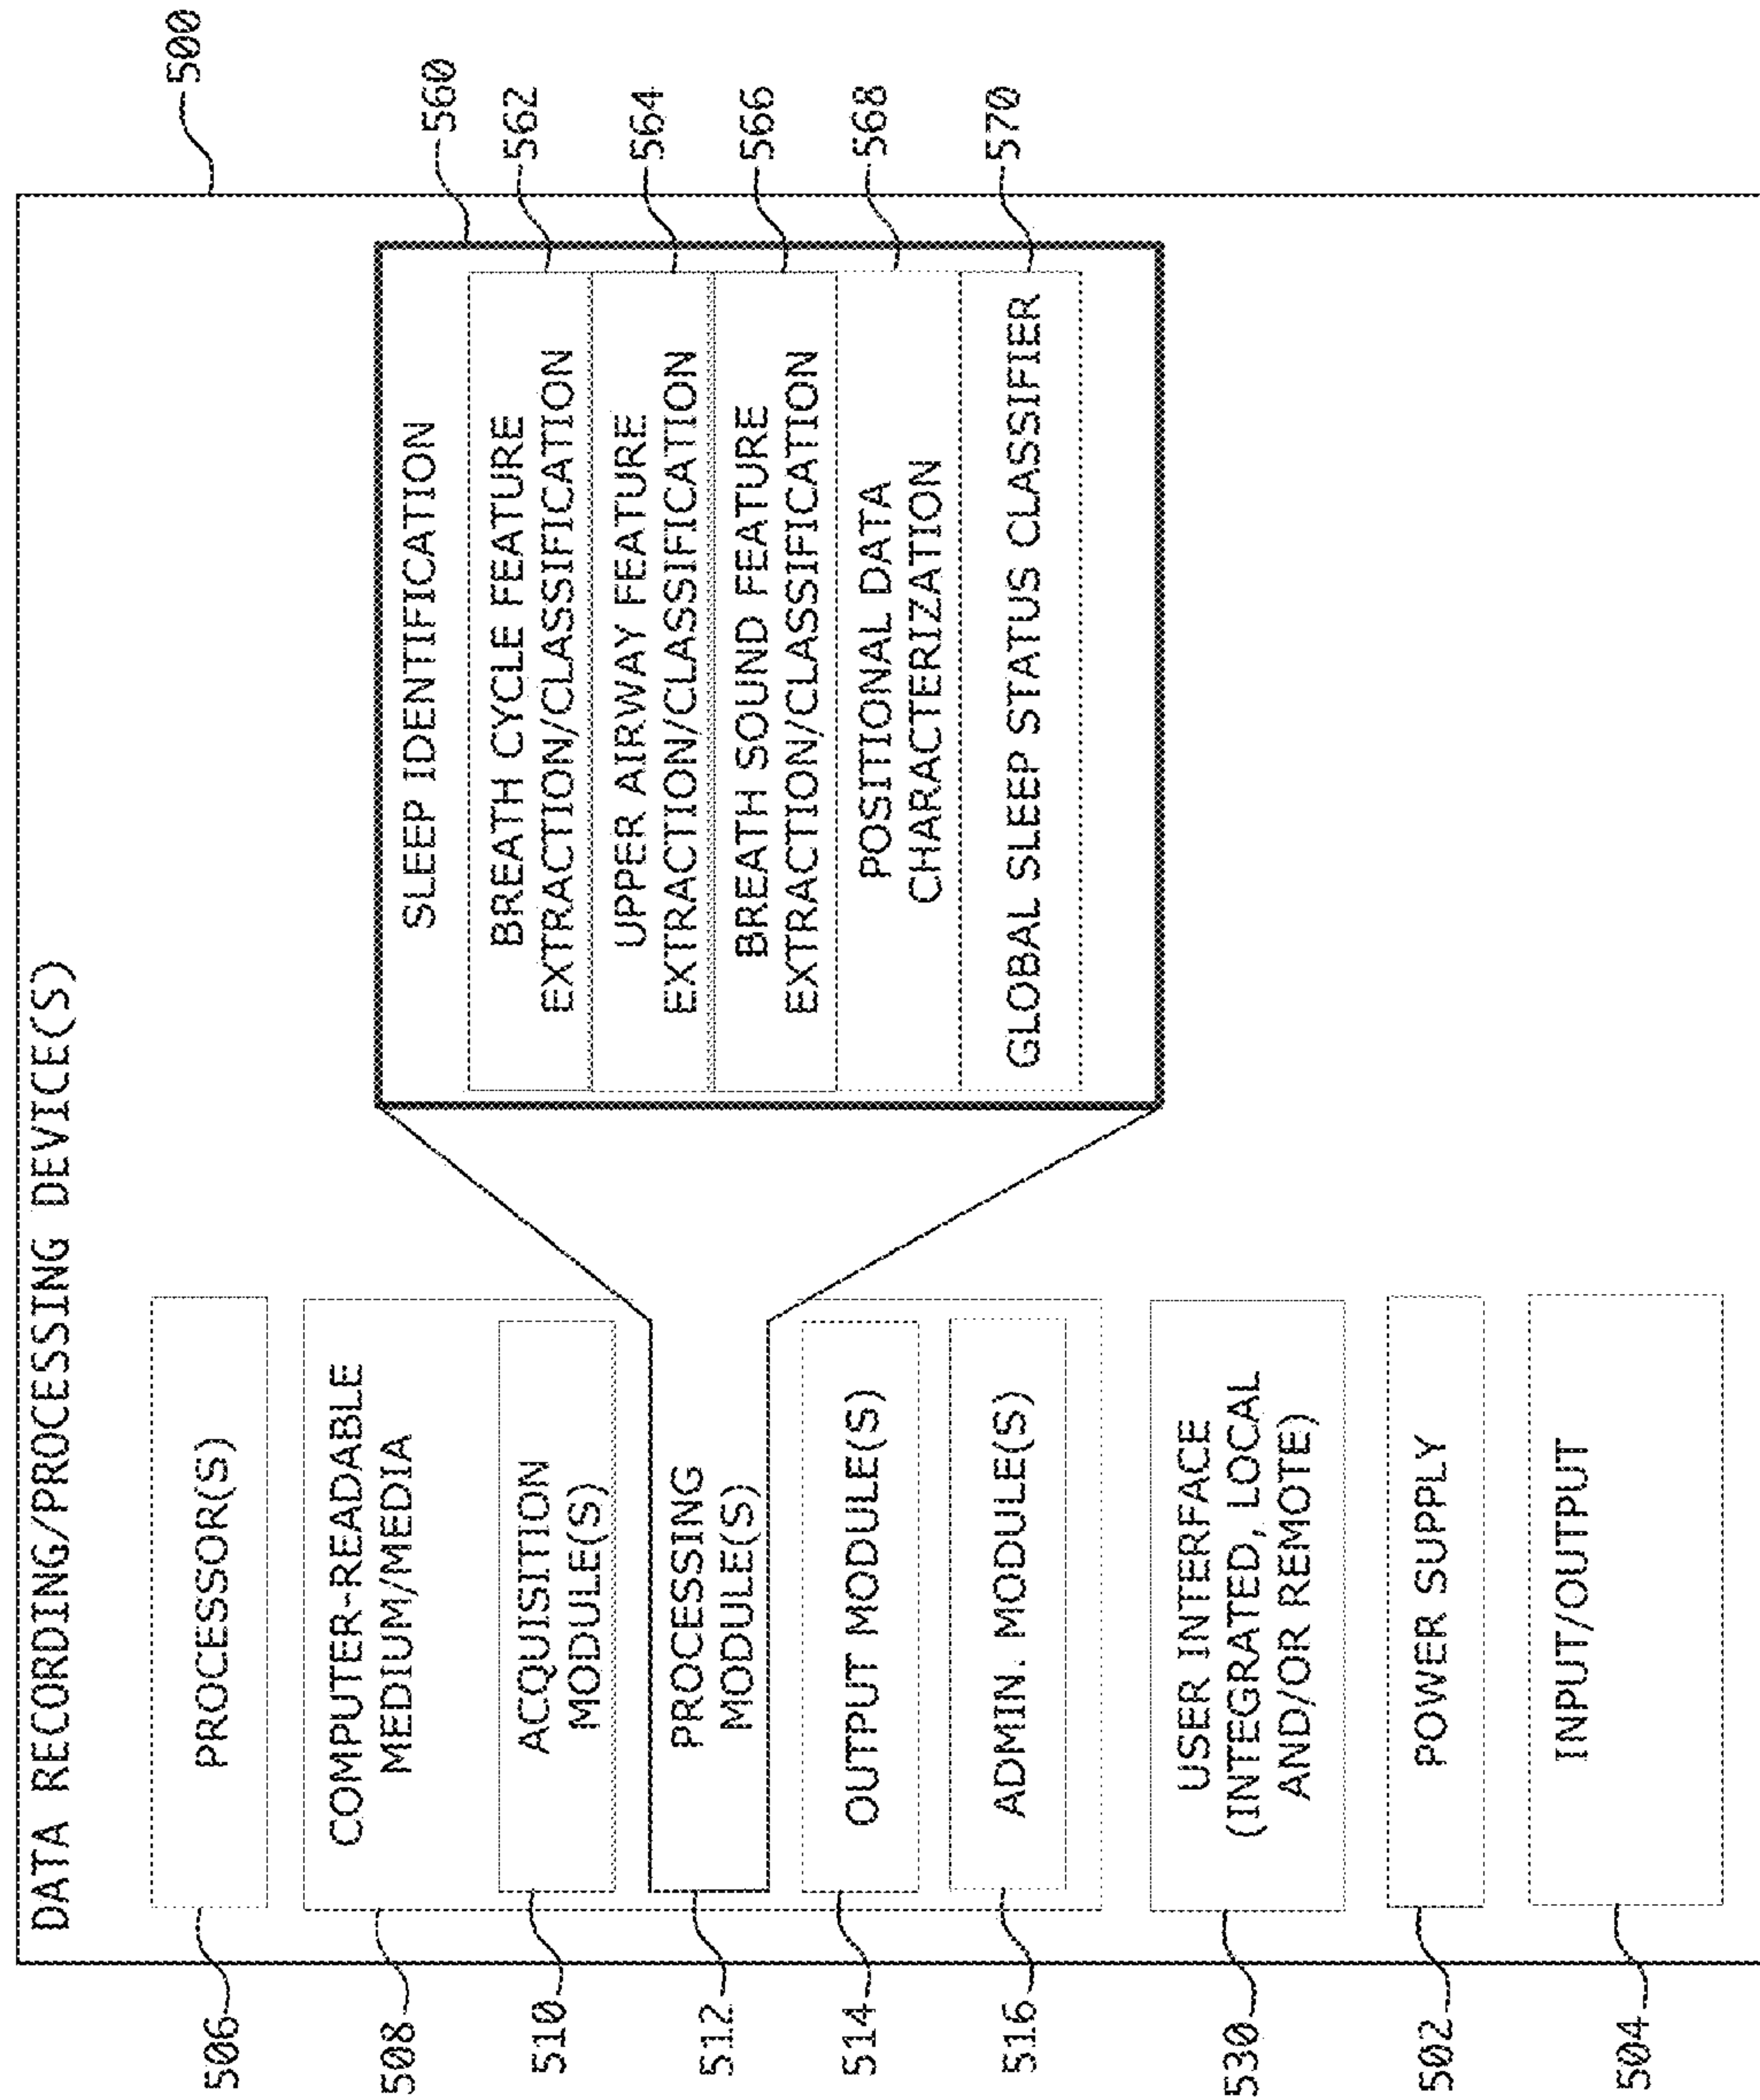 DATA RECORDING/PROCESSING DEVICE(S)
500
506
PROCESSOR(S)
508
COMPUTER-READABLE
MEDIUM/MEDIA
510
ACQUISITION
MODULE(S)
512
PROCESSING
MODULE(S)
514
OUTPUT MODULE(S)
516
ADMIN. MODULE(S)
530
USER INTERFACE
(INTEGRATED, LOCAL
AND/OR REMOTE)
502
POWER SUPPLY
504
INPUT/OUTPUT
560
SLEEP IDENTIFICATION
562
BREATH CYCLE FEATURE
EXTRACTION/CLASSIFICATION
564
UPPER AIRWAY FEATURE
EXTRACTION/CLASSIFICATION
566
BREATH SOUND FEATURE
EXTRACTION/CLASSIFICATION
568
POSITIONAL DATA
CHARACTERIZATION
570
GLOBAL SLEEP STATUS CLASSIFIER